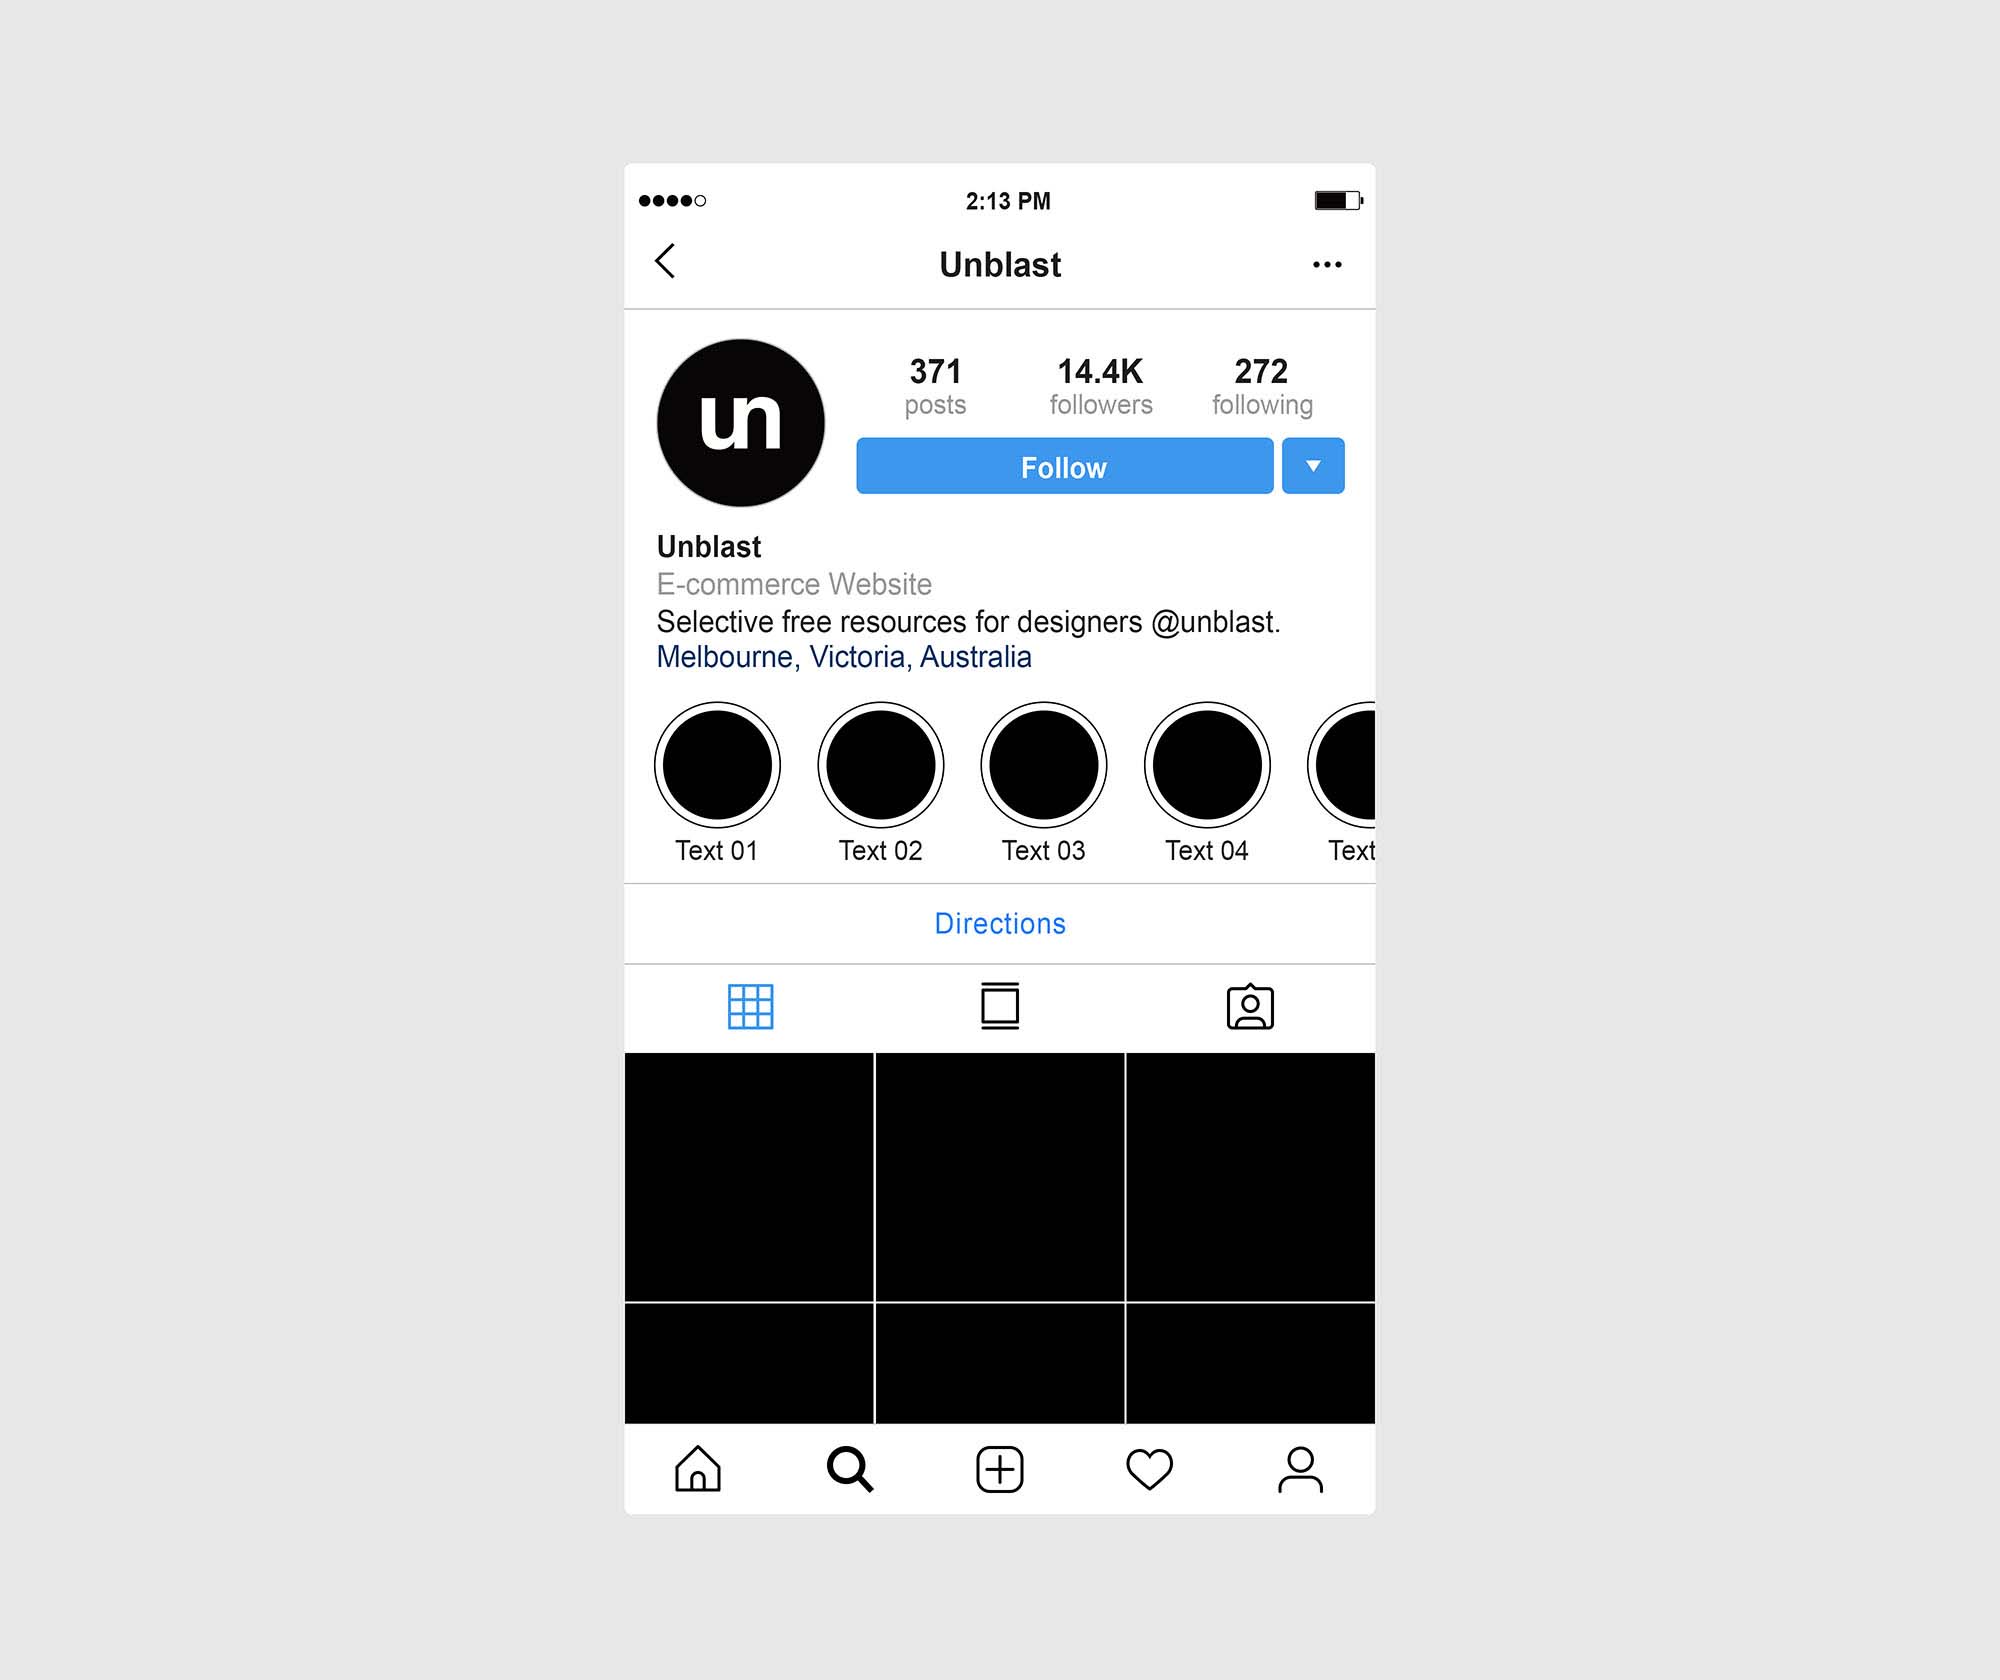 2:13 PM
Unblast
un
371 14.4K 272
posts followers following
Follow
Unblast
E-commerce Website
Selective free resources for designers @unblast.
Melbourne, Victoria, Australia
Text 01 Text 02 Text 03 Text 04 Text
Directions